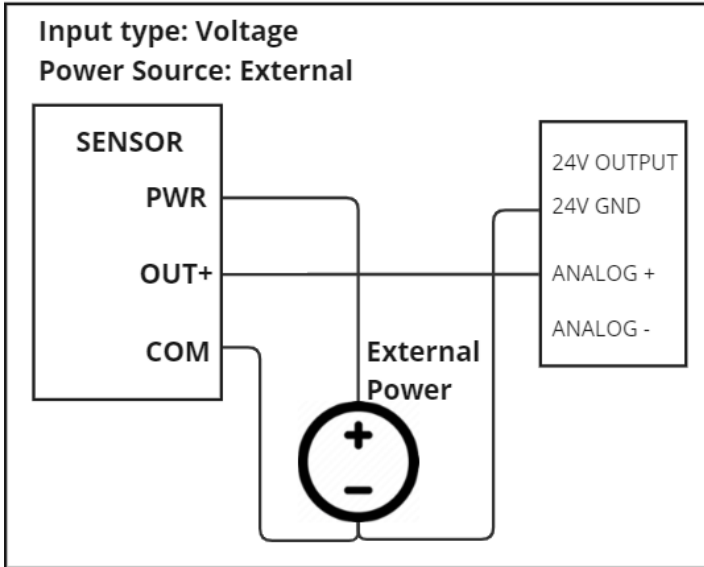 Input type: Voltage
Power Source: External
SENSOR
PWR
OUT+
COM
External
Power
+
−
24V OUTPUT
24V GND
ANALOG +
ANALOG -